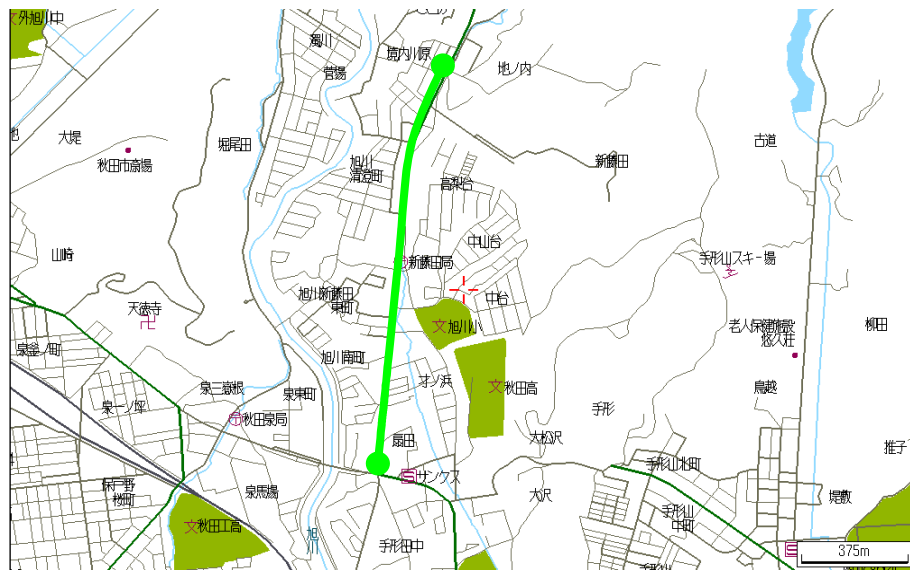 外旭川中
濁川
境内川原
菅場
地ノ内
大堤
堀尾田
古道
秋田市斎場
旭川
清澄町
新藤田
高梨台
中山台
山崎
新藤田局
手形山スキー場
旭川新藤田
東町
中台
天徳寺
旭川小
老人保健施設
悠久荘
柳田
泉釜ノ町
旭川南町
泉三嶽根
泉東町
才ノ浜
秋田高
鳥越
泉一ノ坪
手形
秋田泉局
扇田
大松沢
推子
保戸野
桜町
泉馬場
サンクス
手形山北町
大沢
堤敷
秋田工高
旭川
手形田中
手形山
中町
375m